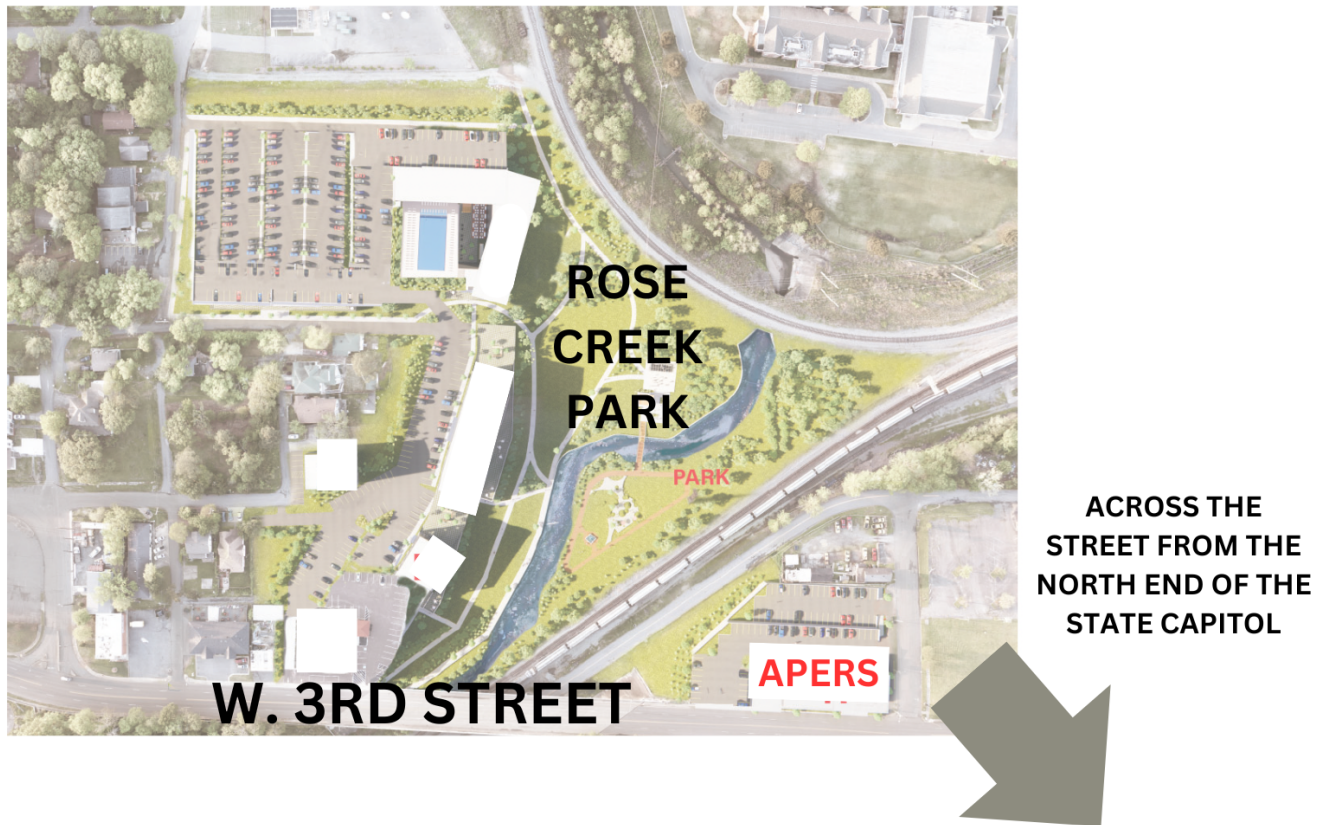 ROSE
CREEK
PARK
PARK
ACROSS THE
STREET FROM THE
NORTH END OF THE
STATE CAPITOL
APERS
W. 3RD STREET